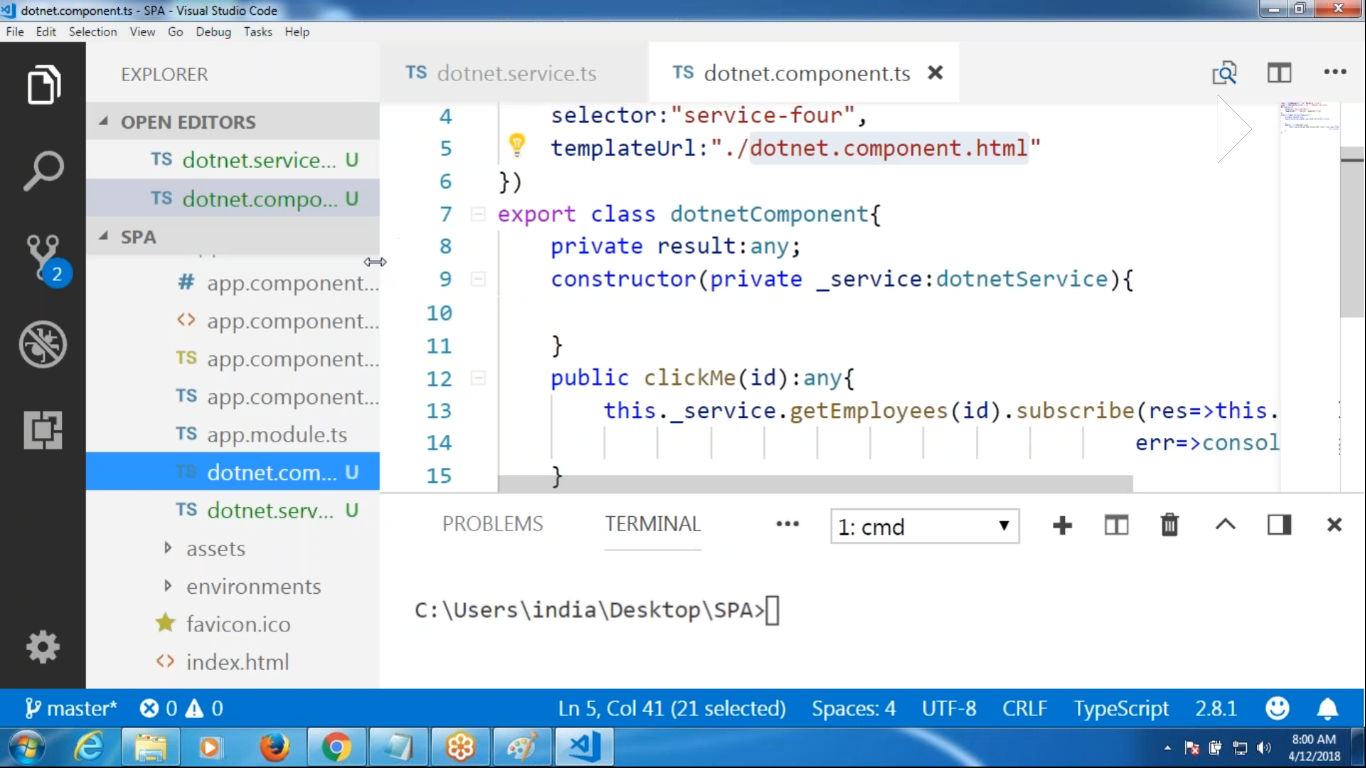 dotnet.component.ts - SPA - Visual Studio Code
File Edit Selection View Go Debug Tasks Help
EXPLORER
OPEN EDITORS
TS dotnet.service... U
TS dotnet.compo... U
SPA
# app.component...
<> app.component...
TS app.component...
TS app.component...
TS app.module.ts
TS dotnet.com... U
TS dotnet.serv... U
assets
environments
favicon.ico
<> index.html
2
TS dotnet.service.ts
TS dotnet.component.ts
4 selector:"service-four",
5 templateUrl:"./dotnet.component.html"
6 })
7 export class dotnetComponent{
8 private result:any;
9 constructor(private _service:dotnetService){
10
11 }
12 public clickMe(id):any{
13 this._service.getEmployees(id).subscribe(res=>this.
14 err=>consol
15 }
PROBLEMS TERMINAL ••• 1: cmd
C:\Users\india\Desktop\SPA>
master* 0 0 Ln 5, Col 41 (21 selected) Spaces: 4 UTF-8 CRLF TypeScript 2.8.1
8:00 AM
4/12/2018